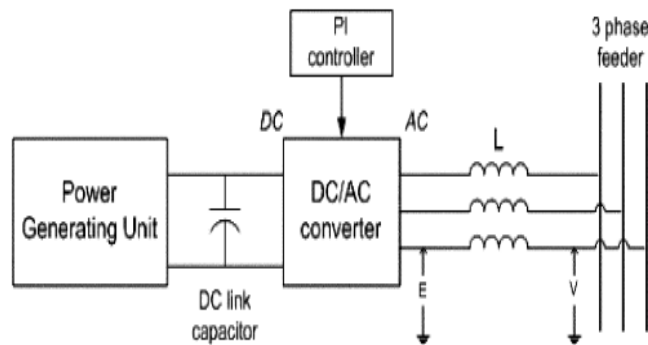 PI
controller
3 phase
feeder
DC
AC
L
Power
Generating Unit
DC/AC
converter
E
V
DC link
capacitor